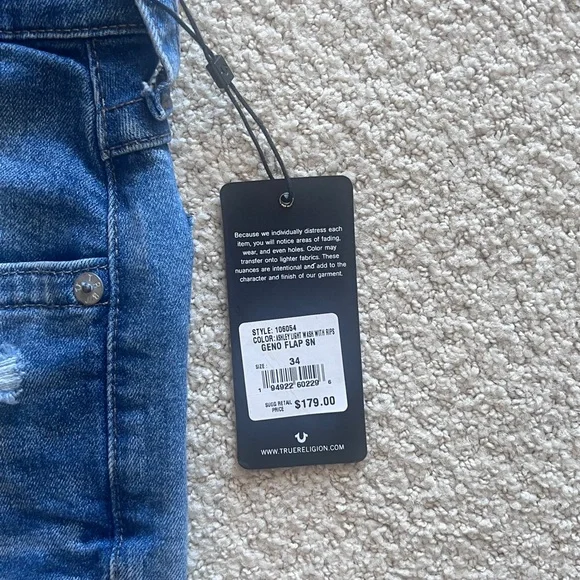 Because we individually distress each
item, you will notice areas of fading,
wear, and even holes. Color may
transfer onto lighter fabrics. These
nuances are intentional and add to the
character and finish of our garment.
STYLE: 106054
COLOR: ASHLEY LIGHT WASH WITH RIPS
GENO FLAP SN
SIZE: 34
1 94922 60229 6
SUGG RETAIL PRICE $179.00
WWW.TRUERELIGION.COM